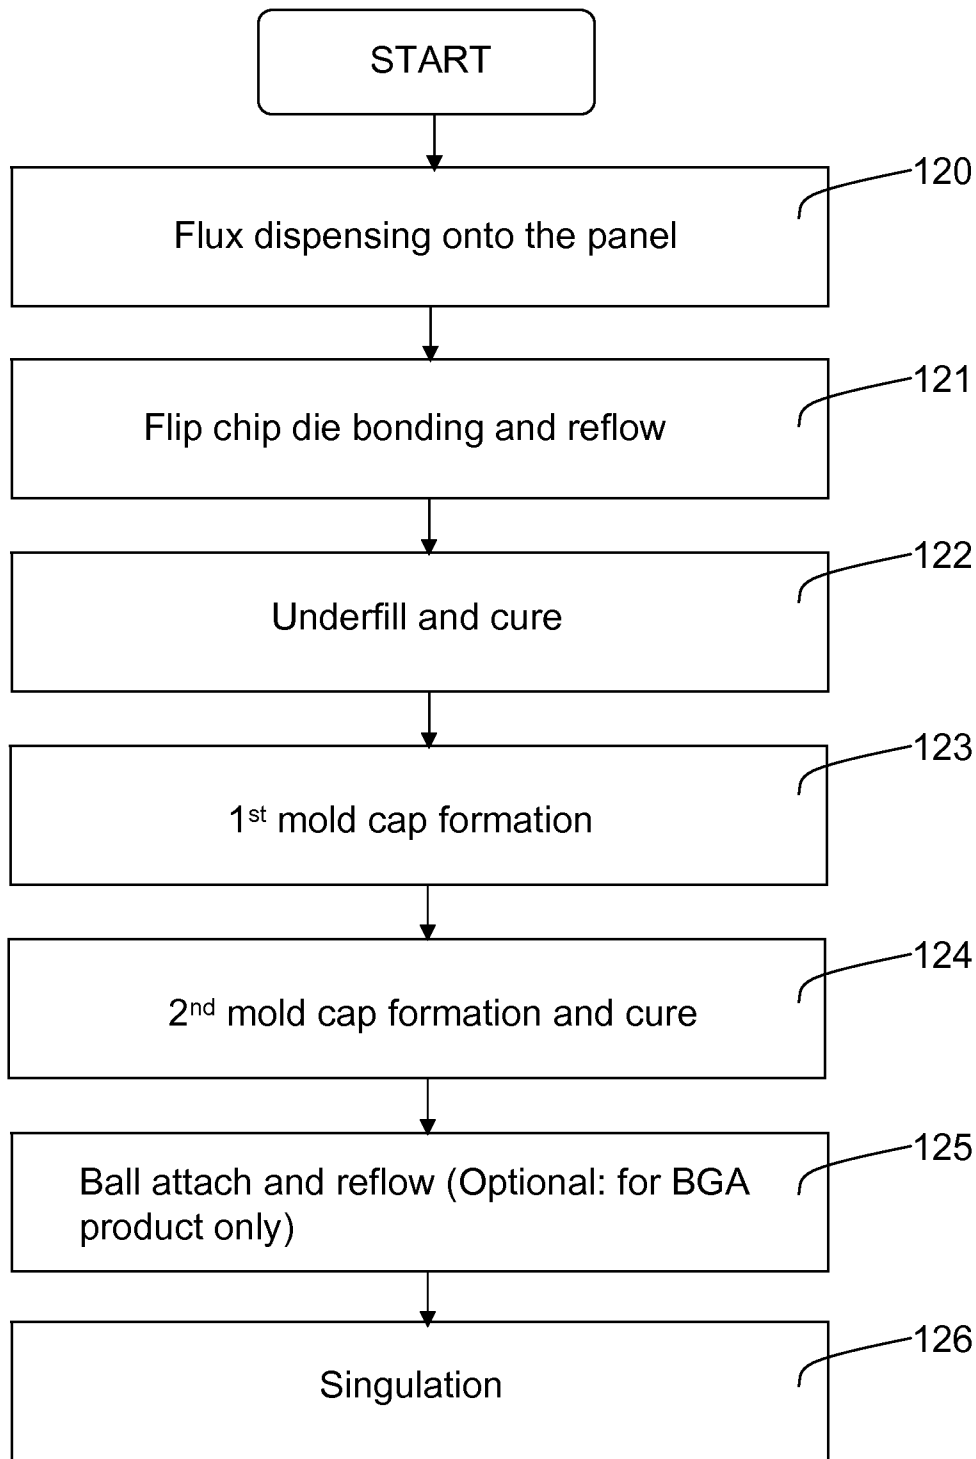 START
120
Flux dispensing onto the panel
121
Flip chip die bonding and reflow
122
Underfill and cure
123
1st mold cap formation
124
2nd mold cap formation and cure
125
Ball attach and reflow (Optional: for BGA
product only)
126
Singulation